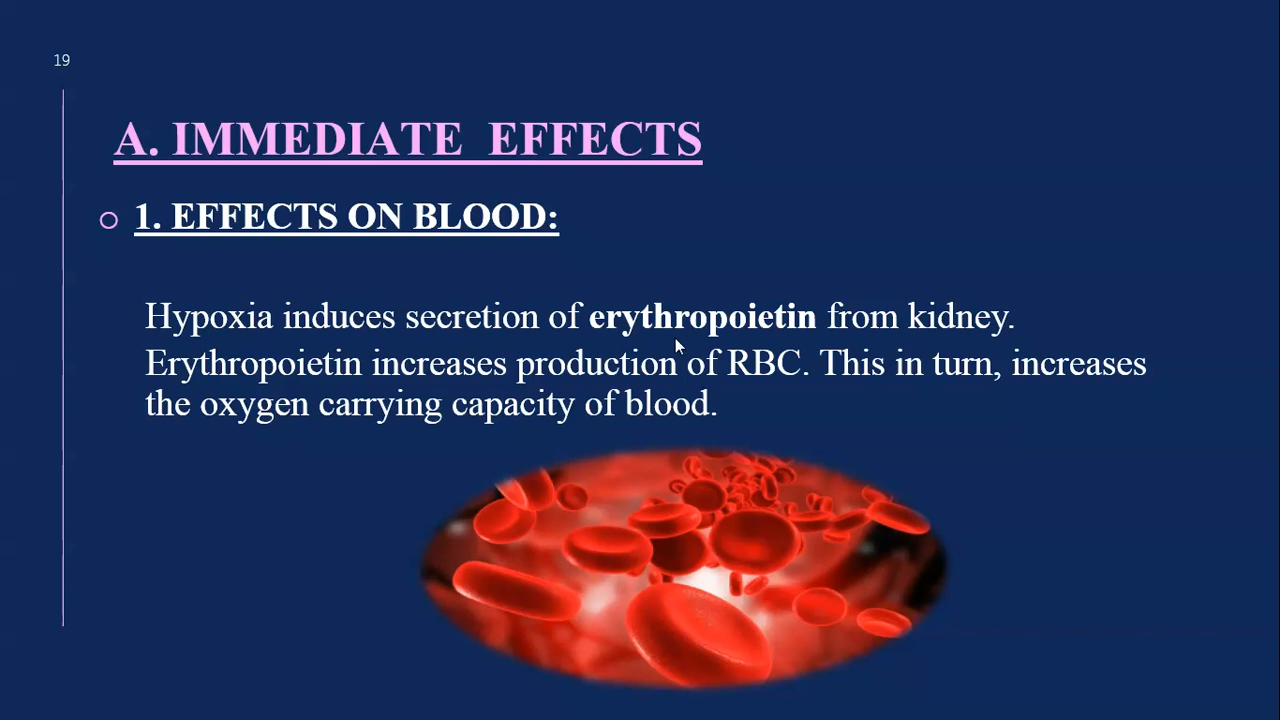 19
A. IMMEDIATE EFFECTS
1. EFFECTS ON BLOOD:
Hypoxia induces secretion of erythropoietin from kidney.
Erythropoietin increases production of RBC. This in turn, increases
the oxygen carrying capacity of blood.